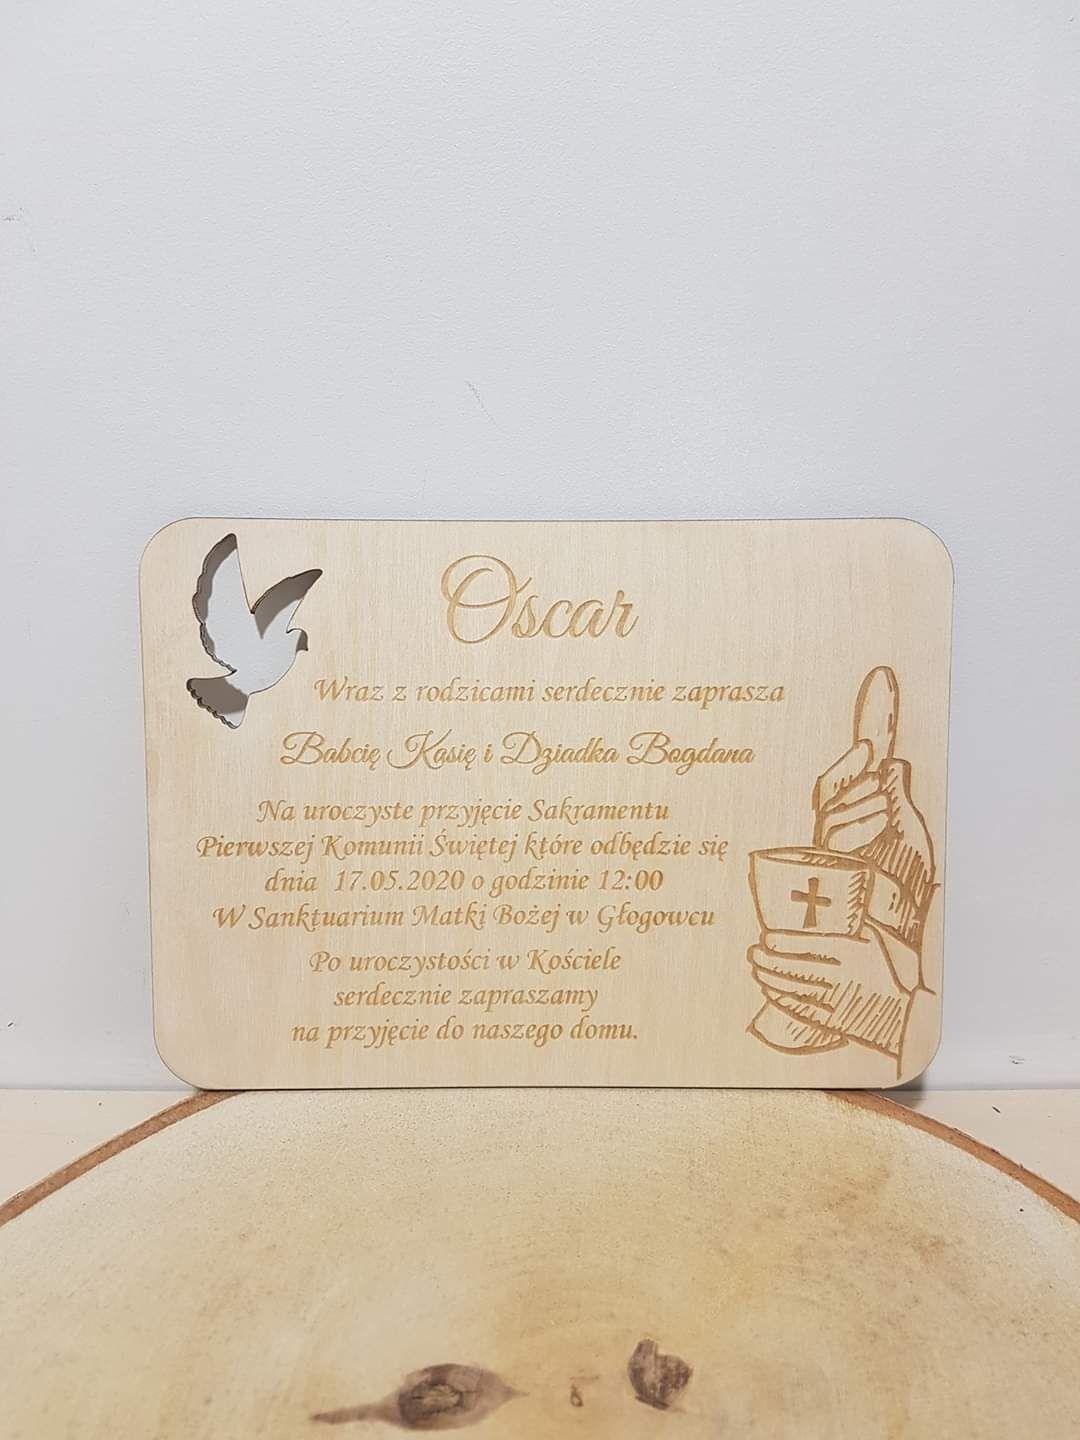 Oscar
Wraz z rodzicami serdecznie zaprasza
Babcię Kasię i Dziadka Bogdana
Na uroczyste przyjęcie Sakramentu
Pierwszej Komunii Świętej które odbędzie się
dnia 17.05.2020 o godzinie 12:00
W Sanktuarium Matki Bożej w Głogowcu
Po uroczystości w Kościele
serdecznie zapraszamy
na przyjęcie do naszego domu.